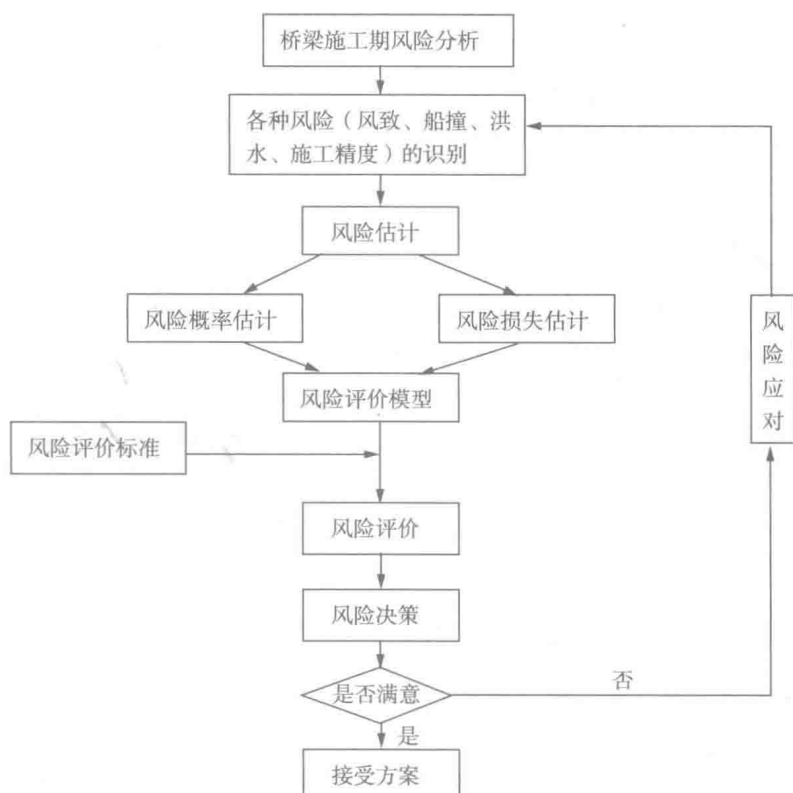 桥梁施工期风险分析
各种风险（风致、船撞、洪
水、施工精度）的识别
风险估计
风险概率估计
风险损失估计
风险评价模型
风险评价标准
风险评价
风险决策
是否满意
否
是
接受方案
风
险
应
对